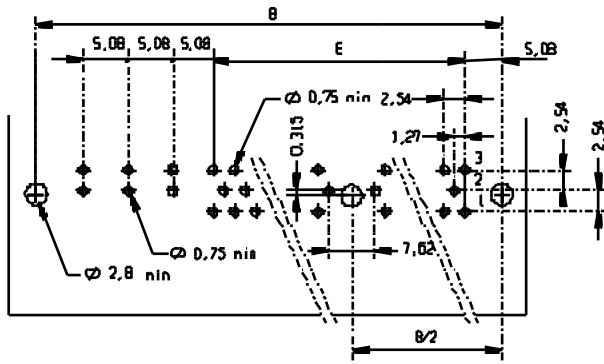 B
5,08 5,08 5,08 E 5,08
Ø 0,75 min 2,54
0,315
1,27
2,54
2,54
3
2
1
Ø 0,75 min
Ø 2,8 min
7,62
B/2